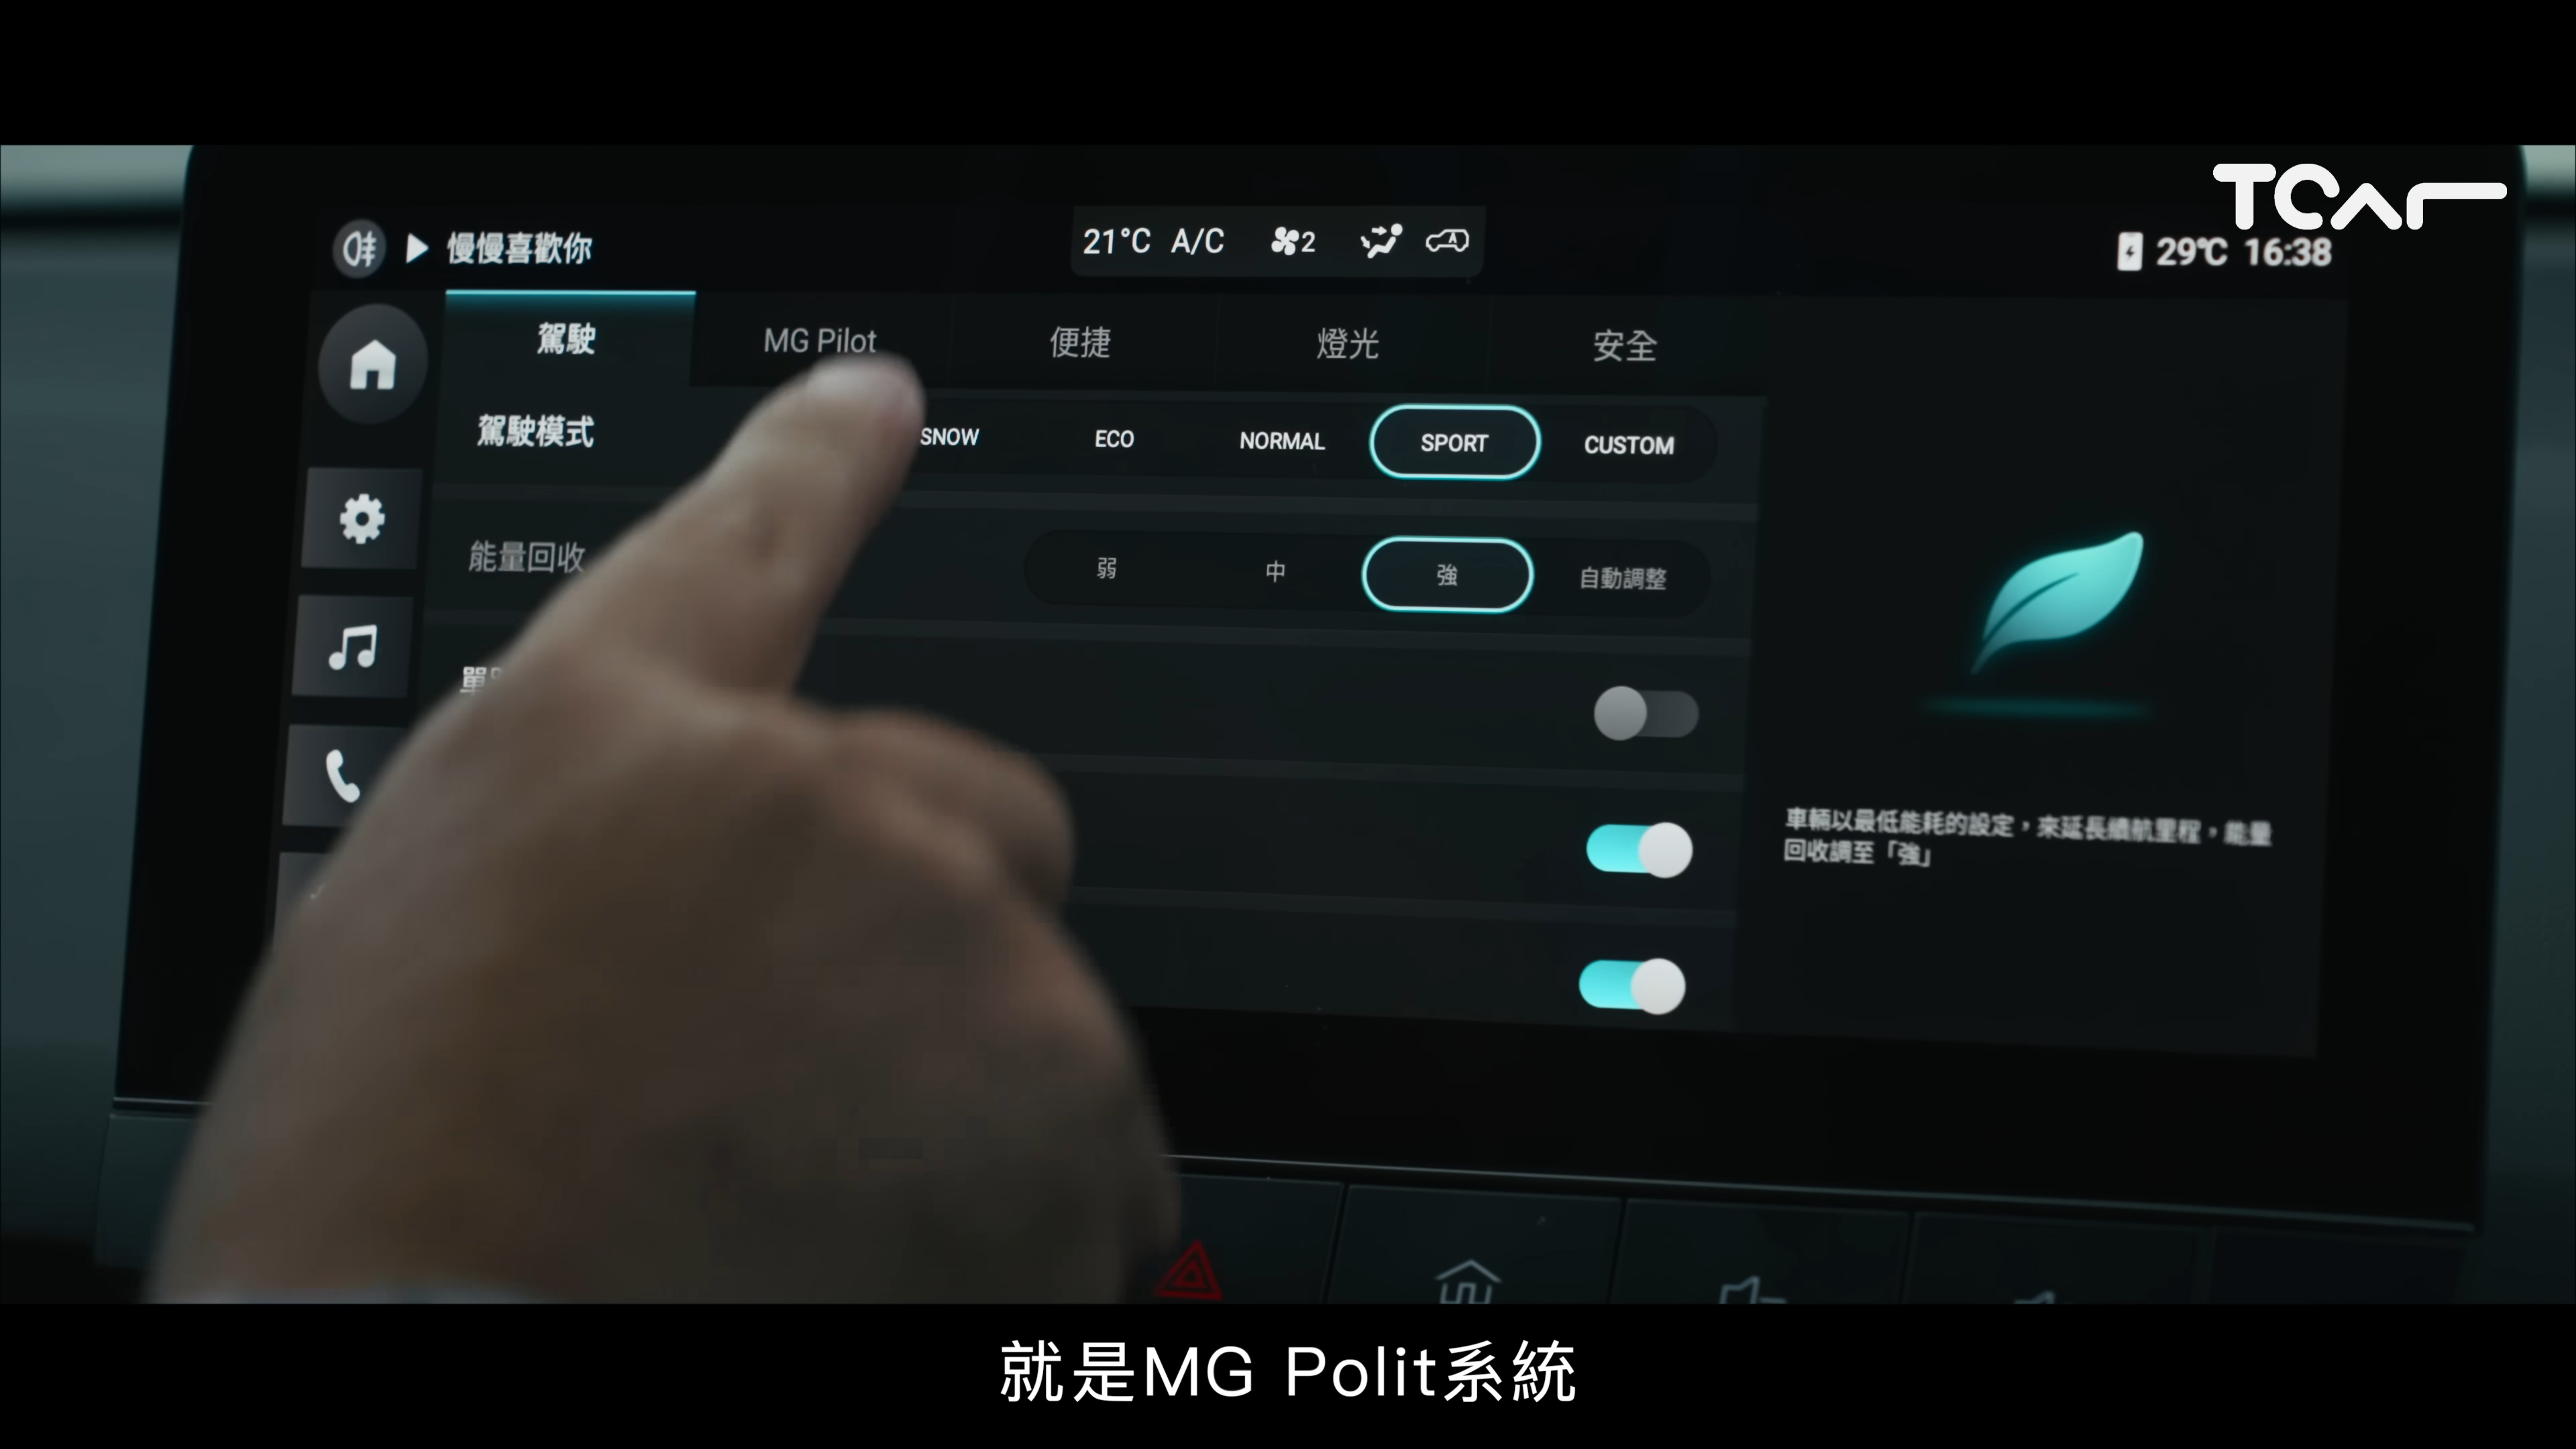 TCar
慢慢喜歡你
21°C A/C 2
29°C 16:38
駕駛 MG Pilot 便捷 燈光 安全
駕駛模式 SNOW ECO NORMAL SPORT CUSTOM
能量回收 弱 中 強 自動調整
單
車輛以最低能耗的設定，來延長續航里程，能量
回收調至「強」
就是MG Polit系統